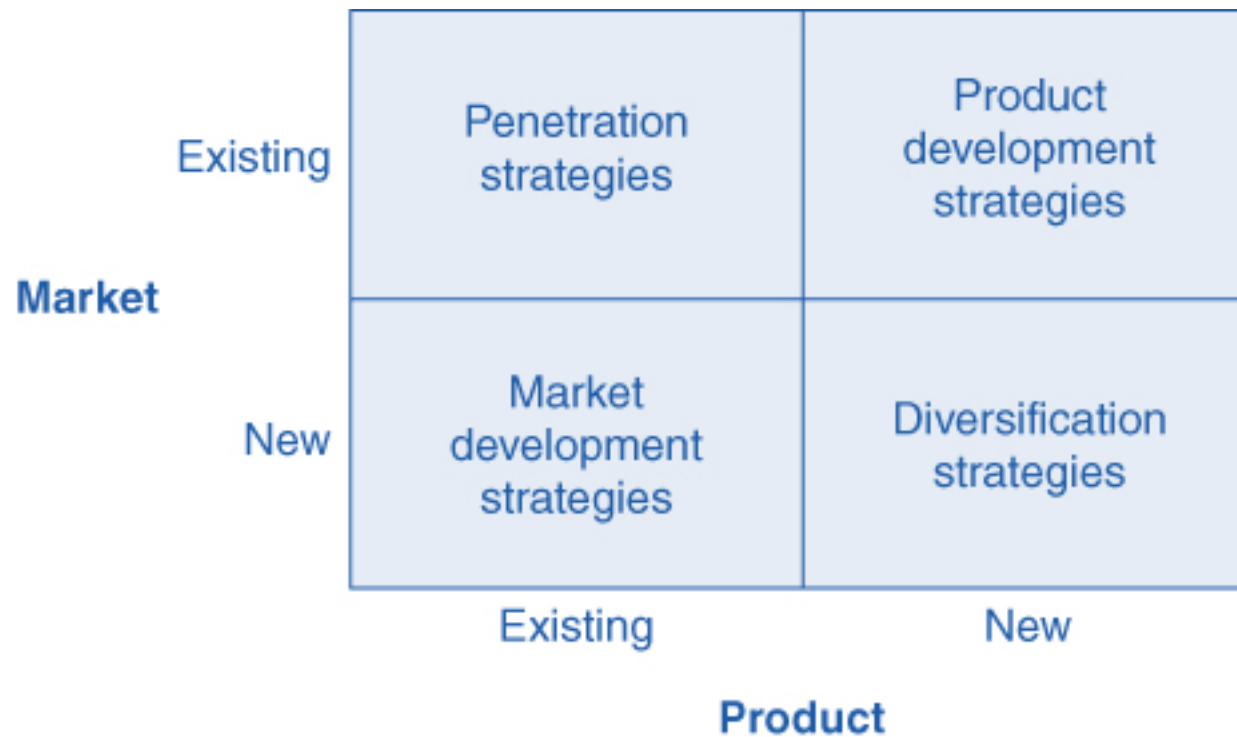 Penetration
strategies
Product
development
strategies
Existing
Market
Market
development
strategies
Diversification
strategies
New
Existing
New
Product